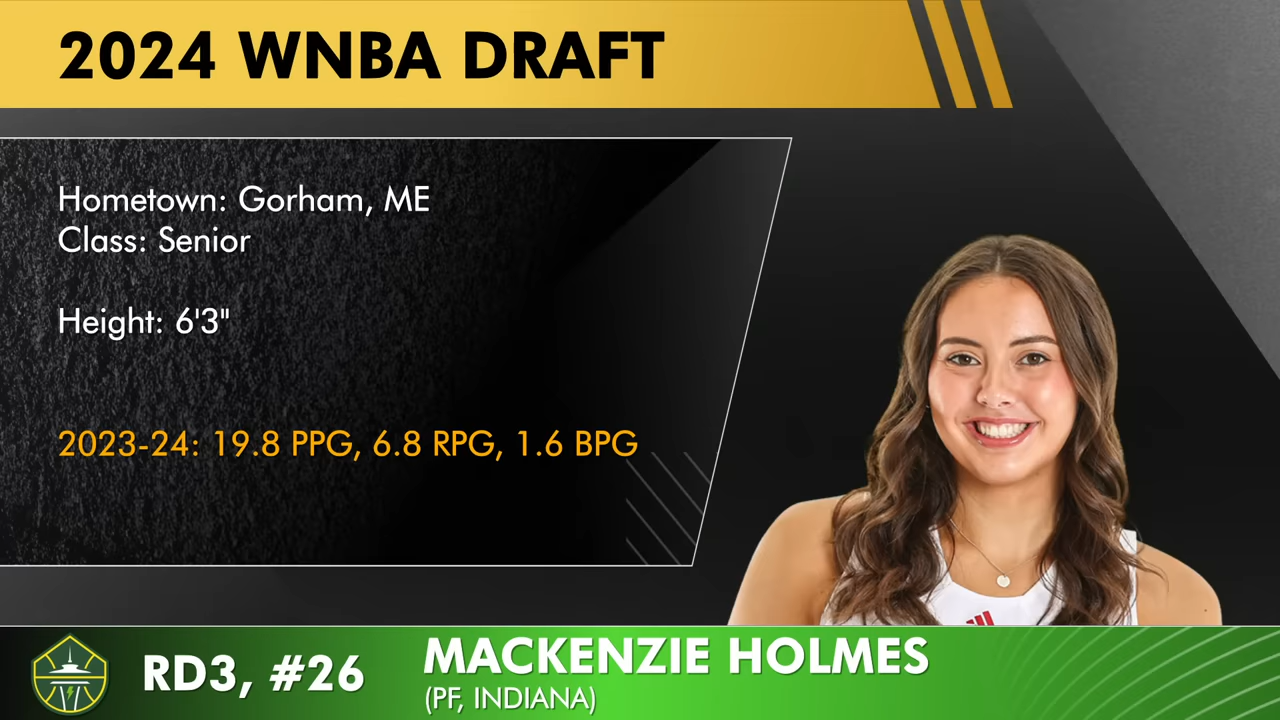 2024 WNBA DRAFT
Hometown: Gorham, ME
Class: Senior
Height: 6'3"
2023-24: 19.8 PPG, 6.8 RPG, 1.6 BPG
RD3, #26
MACKENZIE HOLMES
(PF, INDIANA)